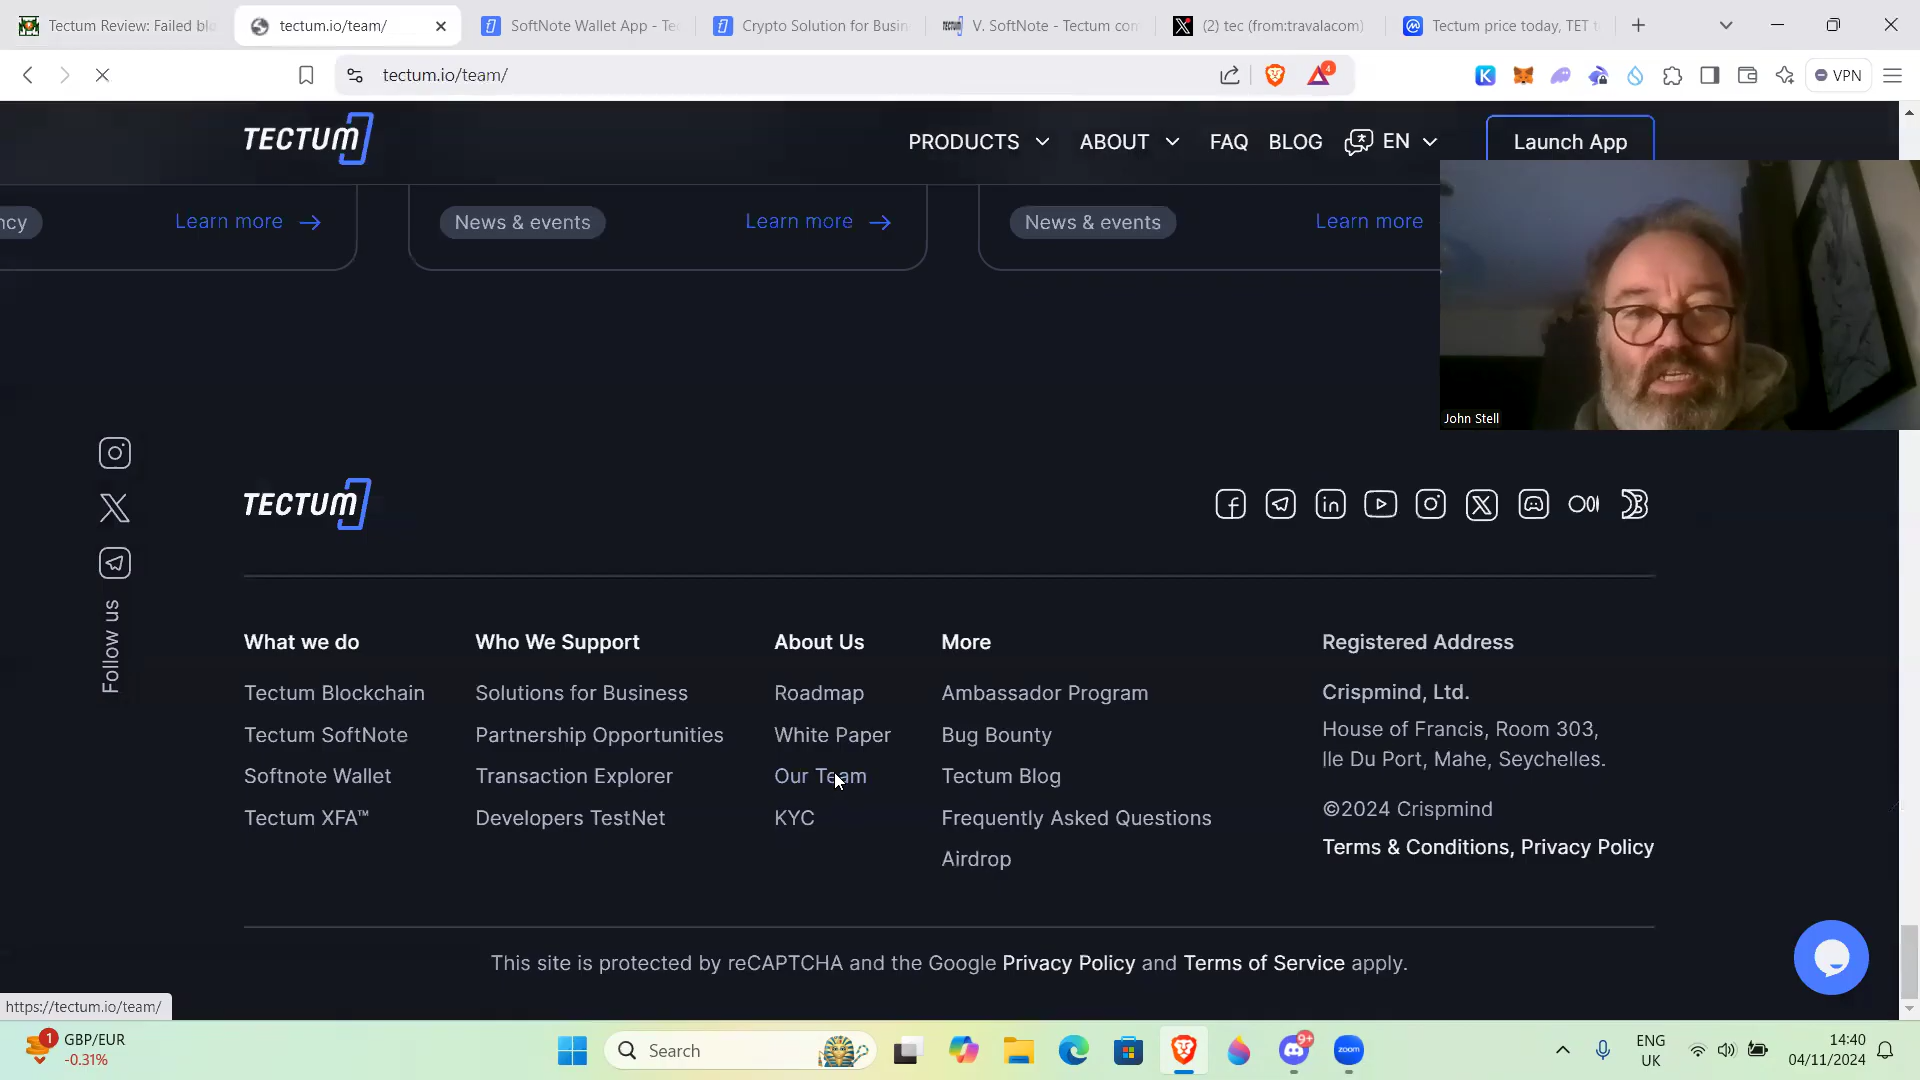 Tectum Review: Failed blo
tectum.io/team/
SoftNote Wallet App - Tec
Crypto Solution for Busin
V. SoftNote - Tectum con
(2) tec (from:travalacom)
Tectum price today, TET t
tectum.io/team/
4
VPN
TECTUM
PRODUCTS
ABOUT
FAQ
BLOG
EN
Launch App
ncy
Learn more
News & events
Learn more
News & events
Learn more
John Stell
TECTUM
Follow us
What we do
Who We Support
About Us
More
Registered Address
Tectum Blockchain
Solutions for Business
Roadmap
Ambassador Program
Crispmind, Ltd.
Tectum SoftNote
Partnership Opportunities
White Paper
Bug Bounty
House of Francis, Room 303,
Ile Du Port, Mahe, Seychelles.
Softnote Wallet
Transaction Explorer
Our Team
Tectum Blog
Tectum XFA™
Developers TestNet
KYC
Frequently Asked Questions
©2024 Crispmind
Airdrop
Terms & Conditions, Privacy Policy
This site is protected by reCAPTCHA and the Google Privacy Policy and Terms of Service apply.
https://tectum.io/team/
1
GBP/EUR
-0.31%
Search
9+
zoom
ENG
UK
14:40
04/11/2024